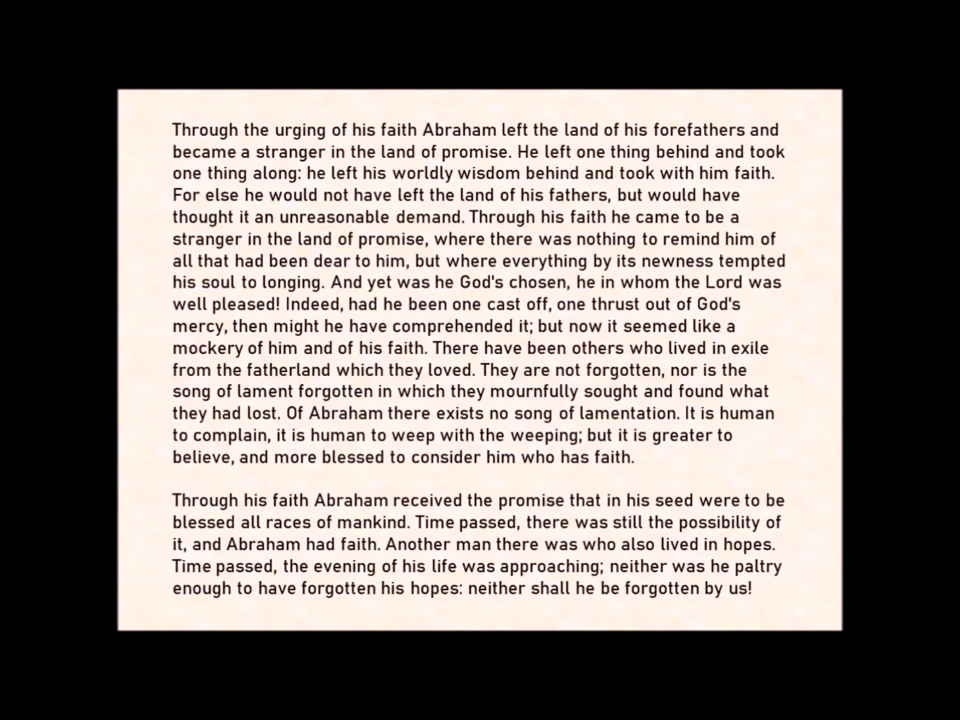 Through the urging of his faith Abraham left the land of his forefathers and
became a stranger in the land of promise. He left one thing behind and took
one thing along: he left his worldly wisdom behind and took with him faith.
For else he would not have left the land of his fathers, but would have
thought it an unreasonable demand. Through his faith he came to be a
stranger in the land of promise, where there was nothing to remind him of
all that had been dear to him, but where everything by its newness tempted
his soul to longing. And yet was he God's chosen, he in whom the Lord was
well pleased! Indeed, had he been one cast off, one thrust out of God's
mercy, then might he have comprehended it; but now it seemed like a
mockery of him and of his faith. There have been others who lived in exile
from the fatherland which they loved. They are not forgotten, nor is the
song of lament forgotten in which they mournfully sought and found what
they had lost. Of Abraham there exists no song of lamentation. It is human
to complain, it is human to weep with the weeping; but it is greater to
believe, and more blessed to consider him who has faith.

Through his faith Abraham received the promise that in his seed were to be
blessed all races of mankind. Time passed, there was still the possibility of
it, and Abraham had faith. Another man there was who also lived in hopes.
Time passed, the evening of his life was approaching; neither was he paltry
enough to have forgotten his hopes: neither shall he be forgotten by us!